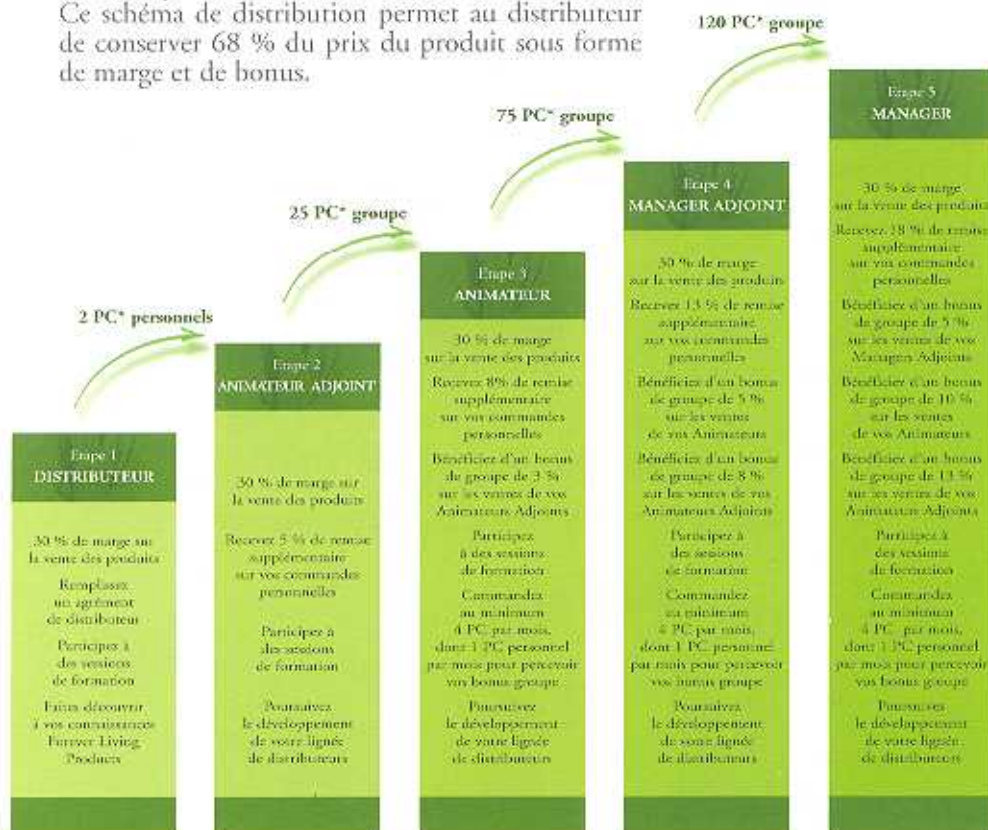 Ce schéma de distribution permet au distributeur
de conserver 68 % du prix du produit sous forme
de marge et de bonus.
2 PC* personnels
25 PC* groupe
75 PC* groupe
120 PC* groupe
Etape 1
DISTRIBUTEUR
30 % de marge sur
la vente des produits
Remplissez
un agrément
de distributeur
Participez à
des sessions
de formation
Faites découvrir
à vos connaissances
Forever Living
Products
Etape 2
ANIMATEUR ADJOINT
30 % de marge sur
la vente des produits
Recevez 5 % de remise
supplémentaire
sur vos commandes
personnelles
Participez à
des sessions
de formation
Poursuivez
le développement
de votre lignée
de distributeurs
Etape 3
ANIMATEUR
30 % de marge
sur la vente des produits
Recevez 8% de remise
supplémentaire
sur vos commandes
personnelles
Bénéficiez d'un bonus
de groupe de 3 %
sur les ventes de vos
Animateurs Adjoints
Participez
à des sessions
de formation
Commandez
au minimum
4 PC par mois,
dont 1 PC personnel
par mois pour percevoir
vos bonus groupe
Poursuivez
le développement
de votre lignée
de distributeurs
Etape 4
MANAGER ADJOINT
30 % de marge
sur la vente des produits
Recevez 13 % de remise
supplémentaire
sur vos commandes
personnelles
Bénéficiez d'un bonus
de groupe de 5 %
sur les ventes
de vos Animateurs
Bénéficiez d'un bonus
de groupe de 8 %
sur les ventes de vos
Animateurs Adjoints
Participez à
des sessions
de formation
Commandez
au minimum
4 PC par mois,
dont 1 PC personnel
par mois pour percevoir
vos bonus groupe
Poursuivez
le développement
de votre lignée
de distributeurs
Etape 5
MANAGER
30 % de marge
sur la vente des produits
Recevez 18 % de remise
supplémentaire
sur vos commandes
personnelles
Bénéficiez d'un bonus
de groupe de 5 %
sur les ventes de vos
Managers Adjoints
Bénéficiez d'un bonus
de groupe de 10 %
sur les ventes
de vos Animateurs
Bénéficiez d'un bonus
de groupe de 13 %
sur les ventes de vos
Animateurs Adjoints
Participez à
des sessions
de formation
Commandez
au minimum
4 PC par mois,
dont 1 PC personnel
par mois pour percevoir
vos bonus groupe
Poursuivez
le développement
de votre lignée
de distributeurs